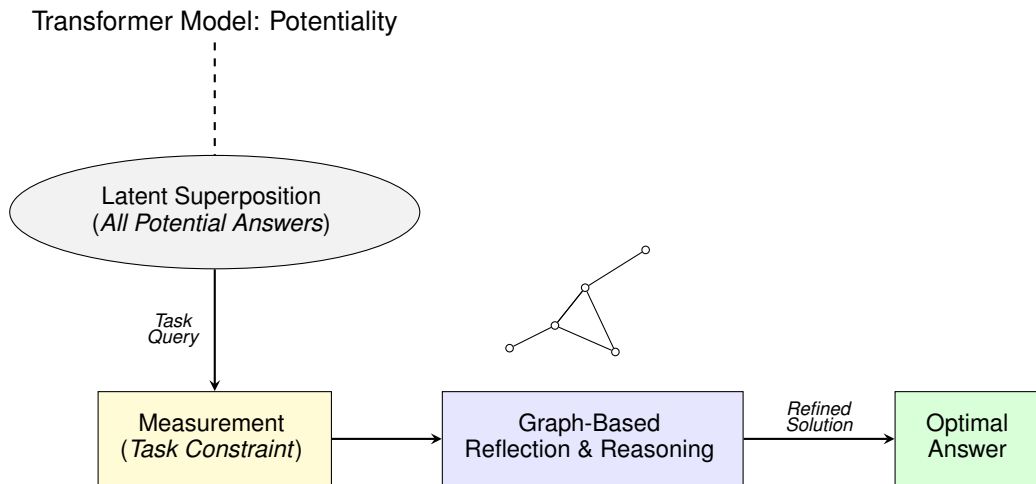 Transformer Model: Potentiality
Latent Superposition
(All Potential Answers)
Task
Query
Measurement
(Task Constraint)
Graph-Based
Reflection & Reasoning
Refined
Solution
Optimal
Answer